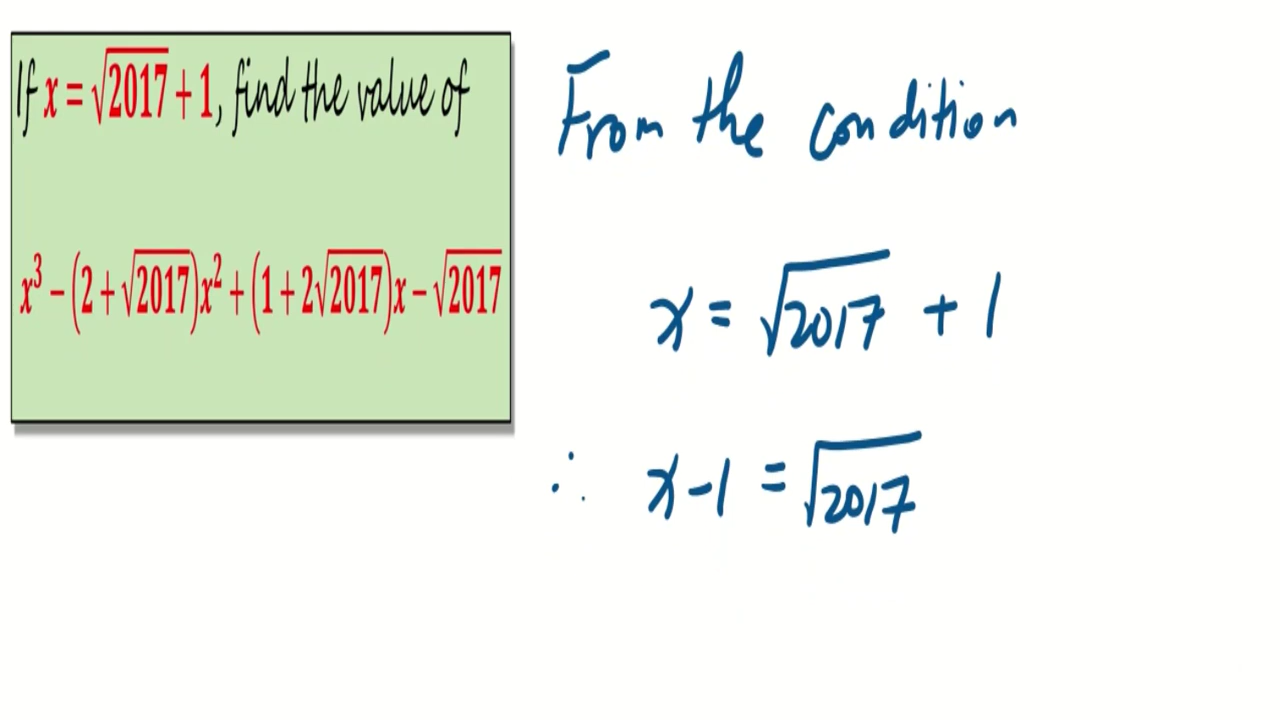 If x = √2017 + 1, find the value of
x³ − (2 + √2017)x² + (1 + 2√2017)x − √2017
From the condition
x = √2017 + 1
∴ x − 1 = √2017